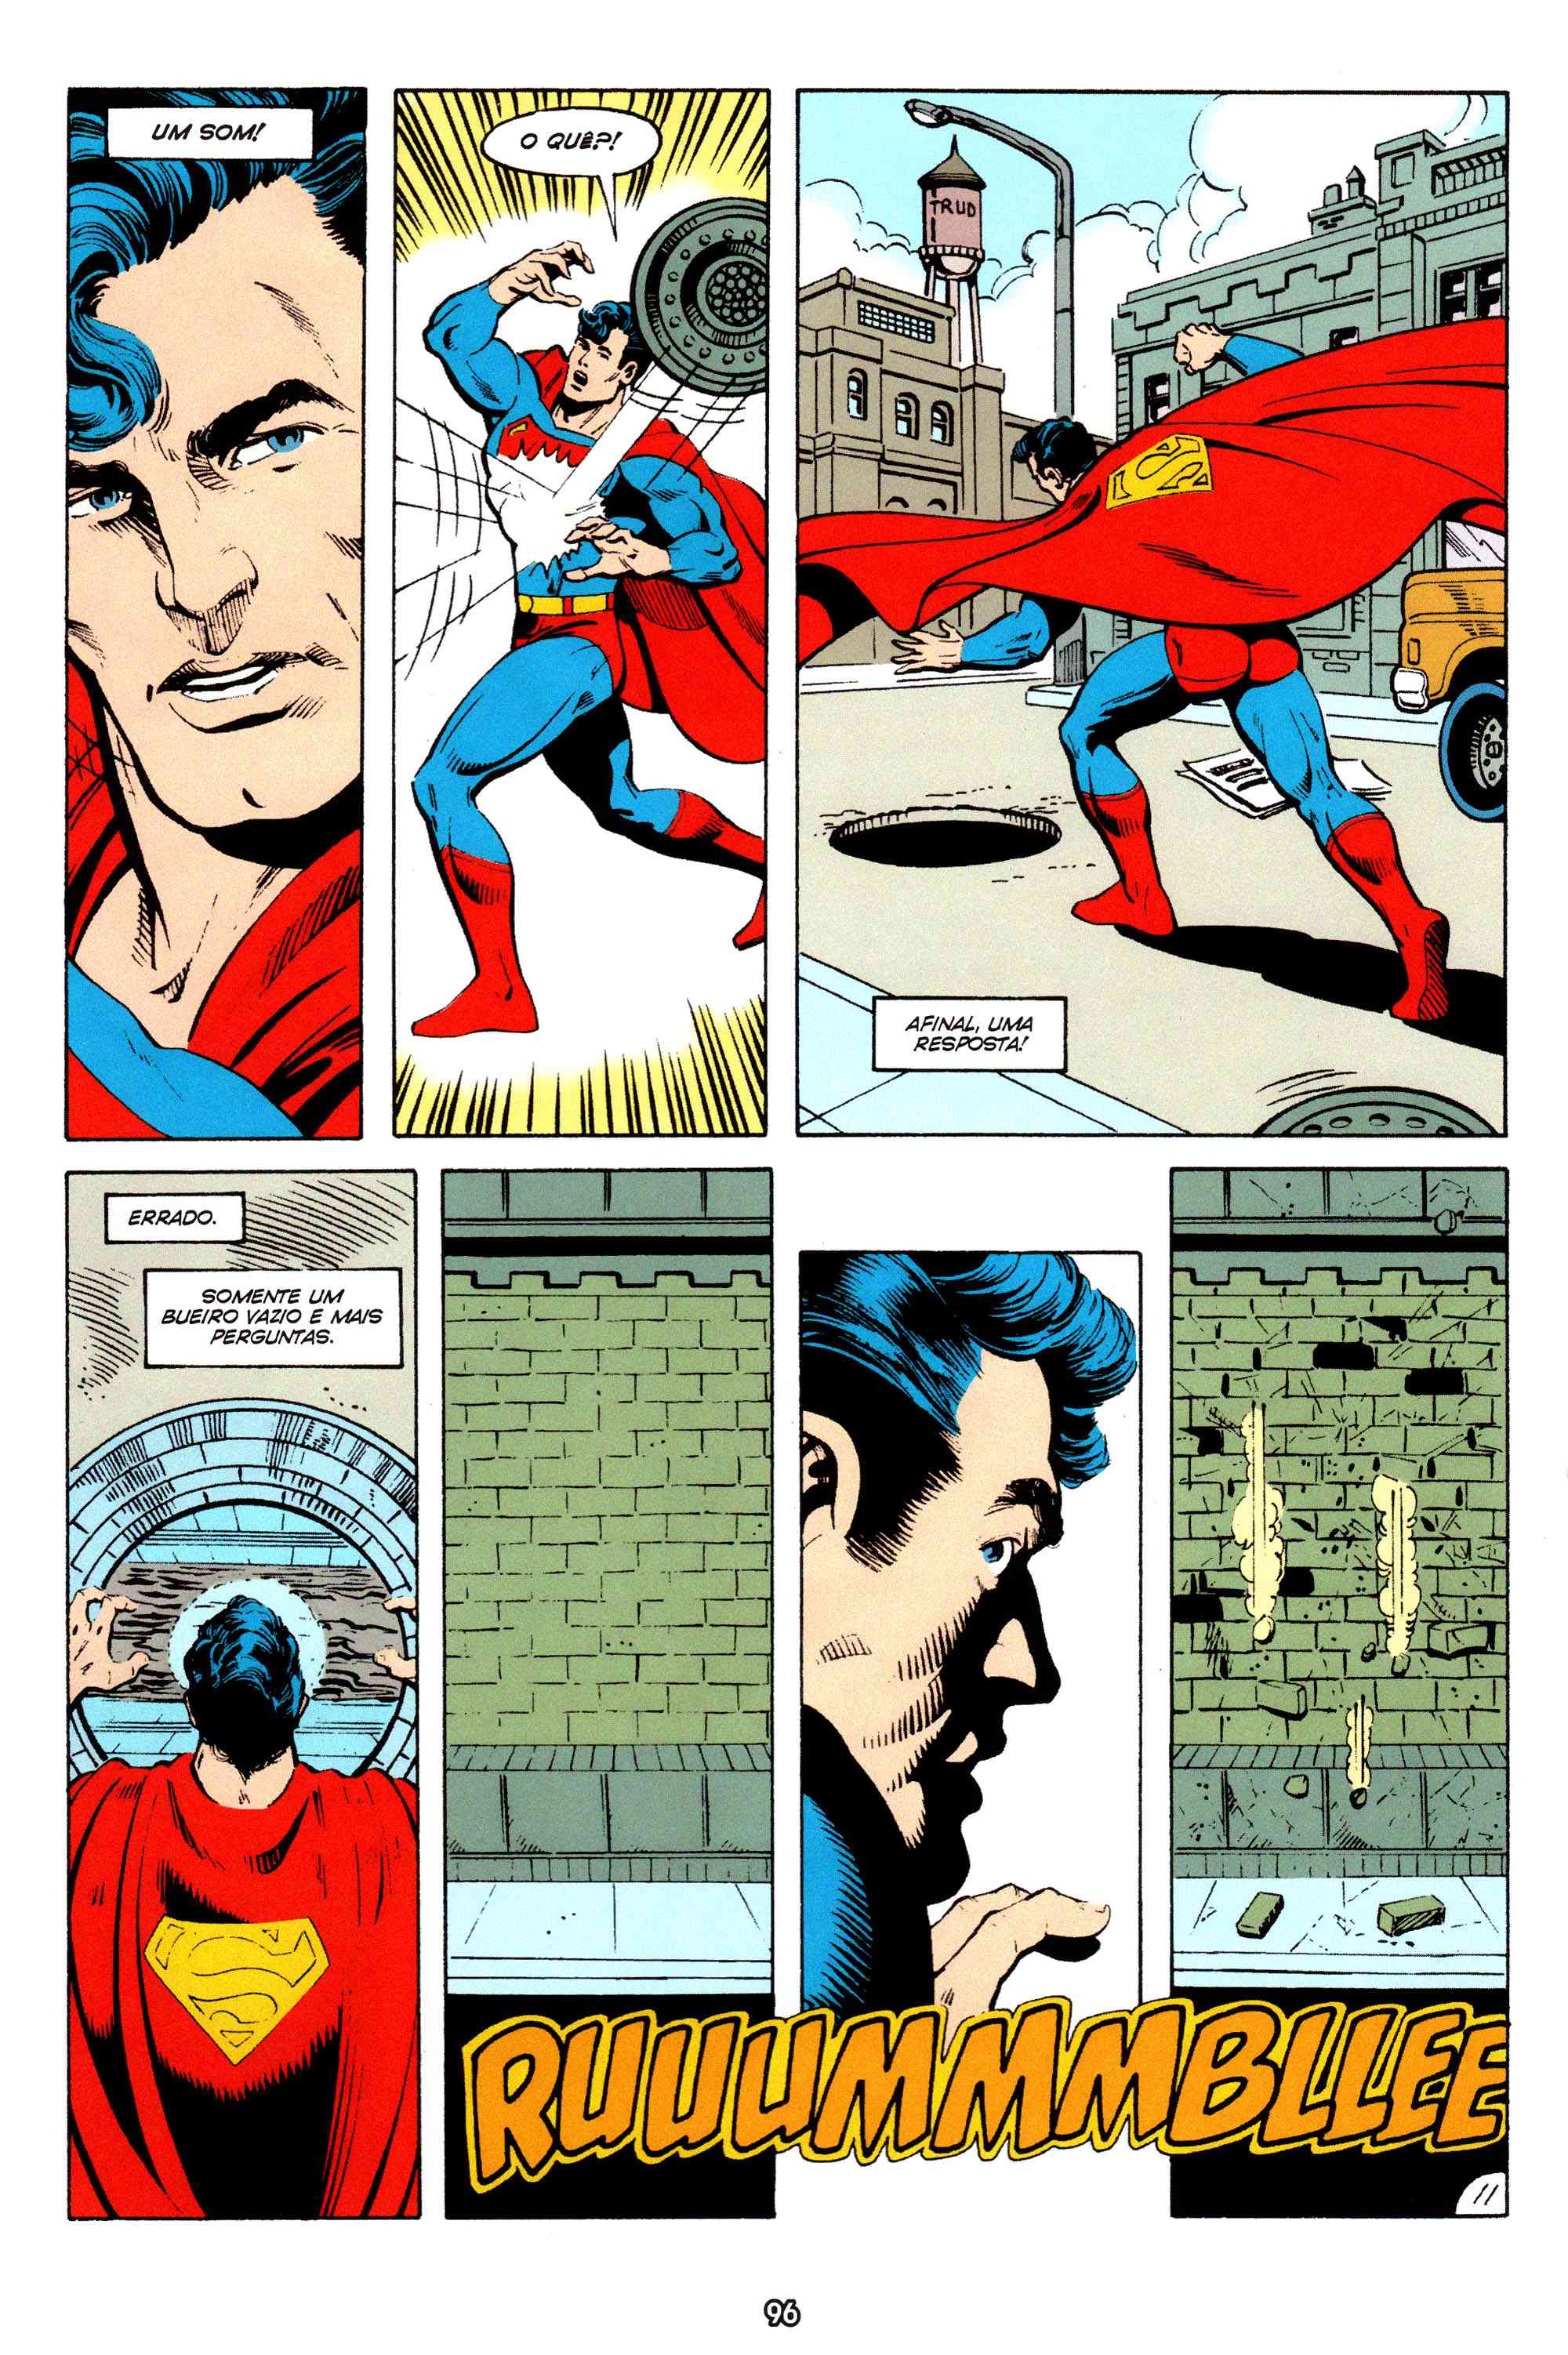 UM SOM!
O QUÊ?!
TRUD
AFINAL, UMA
RESPOSTA!
ERRADO.
SOMENTE UM
BUEIRO VAZIO E MAIS
PERGUNTAS.
RUUUMMMBLLEE
11
96